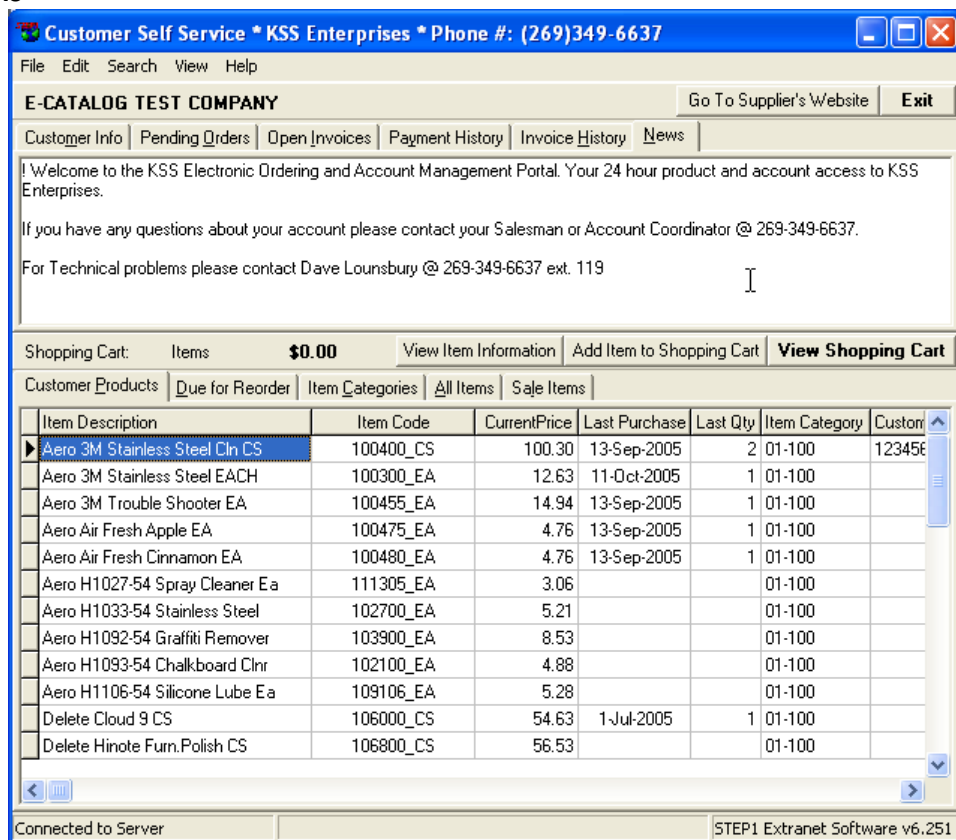 Customer Self Service * KSS Enterprises * Phone #: (269)349-6637
File Edit Search View Help
E-CATALOG TEST COMPANY Go To Supplier's Website Exit
Customer Info Pending Orders Open Invoices Payment History Invoice History News
! Welcome to the KSS Electronic Ordering and Account Management Portal. Your 24 hour product and account access to KSS
Enterprises.
If you have any questions about your account please contact your Salesman or Account Coordinator @ 269-349-6637.
For Technical problems please contact Dave Lounsbury @ 269-349-6637 ext. 119
Shopping Cart: Items $0.00 View Item Information Add Item to Shopping Cart View Shopping Cart
Customer Products Due for Reorder Item Categories All Items Sale Items
Item Description Item Code CurrentPrice Last Purchase Last Qty Item Category Custom
Aero 3M Stainless Steel Cln CS 100400_CS 100.30 13-Sep-2005 2 01-100 123456
Aero 3M Stainless Steel EACH 100300_EA 12.63 11-Oct-2005 1 01-100
Aero 3M Trouble Shooter EA 100455_EA 14.94 13-Sep-2005 1 01-100
Aero Air Fresh Apple EA 100475_EA 4.76 13-Sep-2005 1 01-100
Aero Air Fresh Cinnamon EA 100480_EA 4.76 13-Sep-2005 1 01-100
Aero H1027-54 Spray Cleaner Ea 111305_EA 3.06 01-100
Aero H1033-54 Stainless Steel 102700_EA 5.21 01-100
Aero H1092-54 Graffiti Remover 103900_EA 8.53 01-100
Aero H1093-54 Chalkboard Clnr 102100_EA 4.88 01-100
Aero H1106-54 Silicone Lube Ea 109106_EA 5.28 01-100
Delete Cloud 9 CS 106000_CS 54.63 1-Jul-2005 1 01-100
Delete Hinote Furn.Polish CS 106800_CS 56.53 01-100
Connected to Server STEP1 Extranet Software v6.251